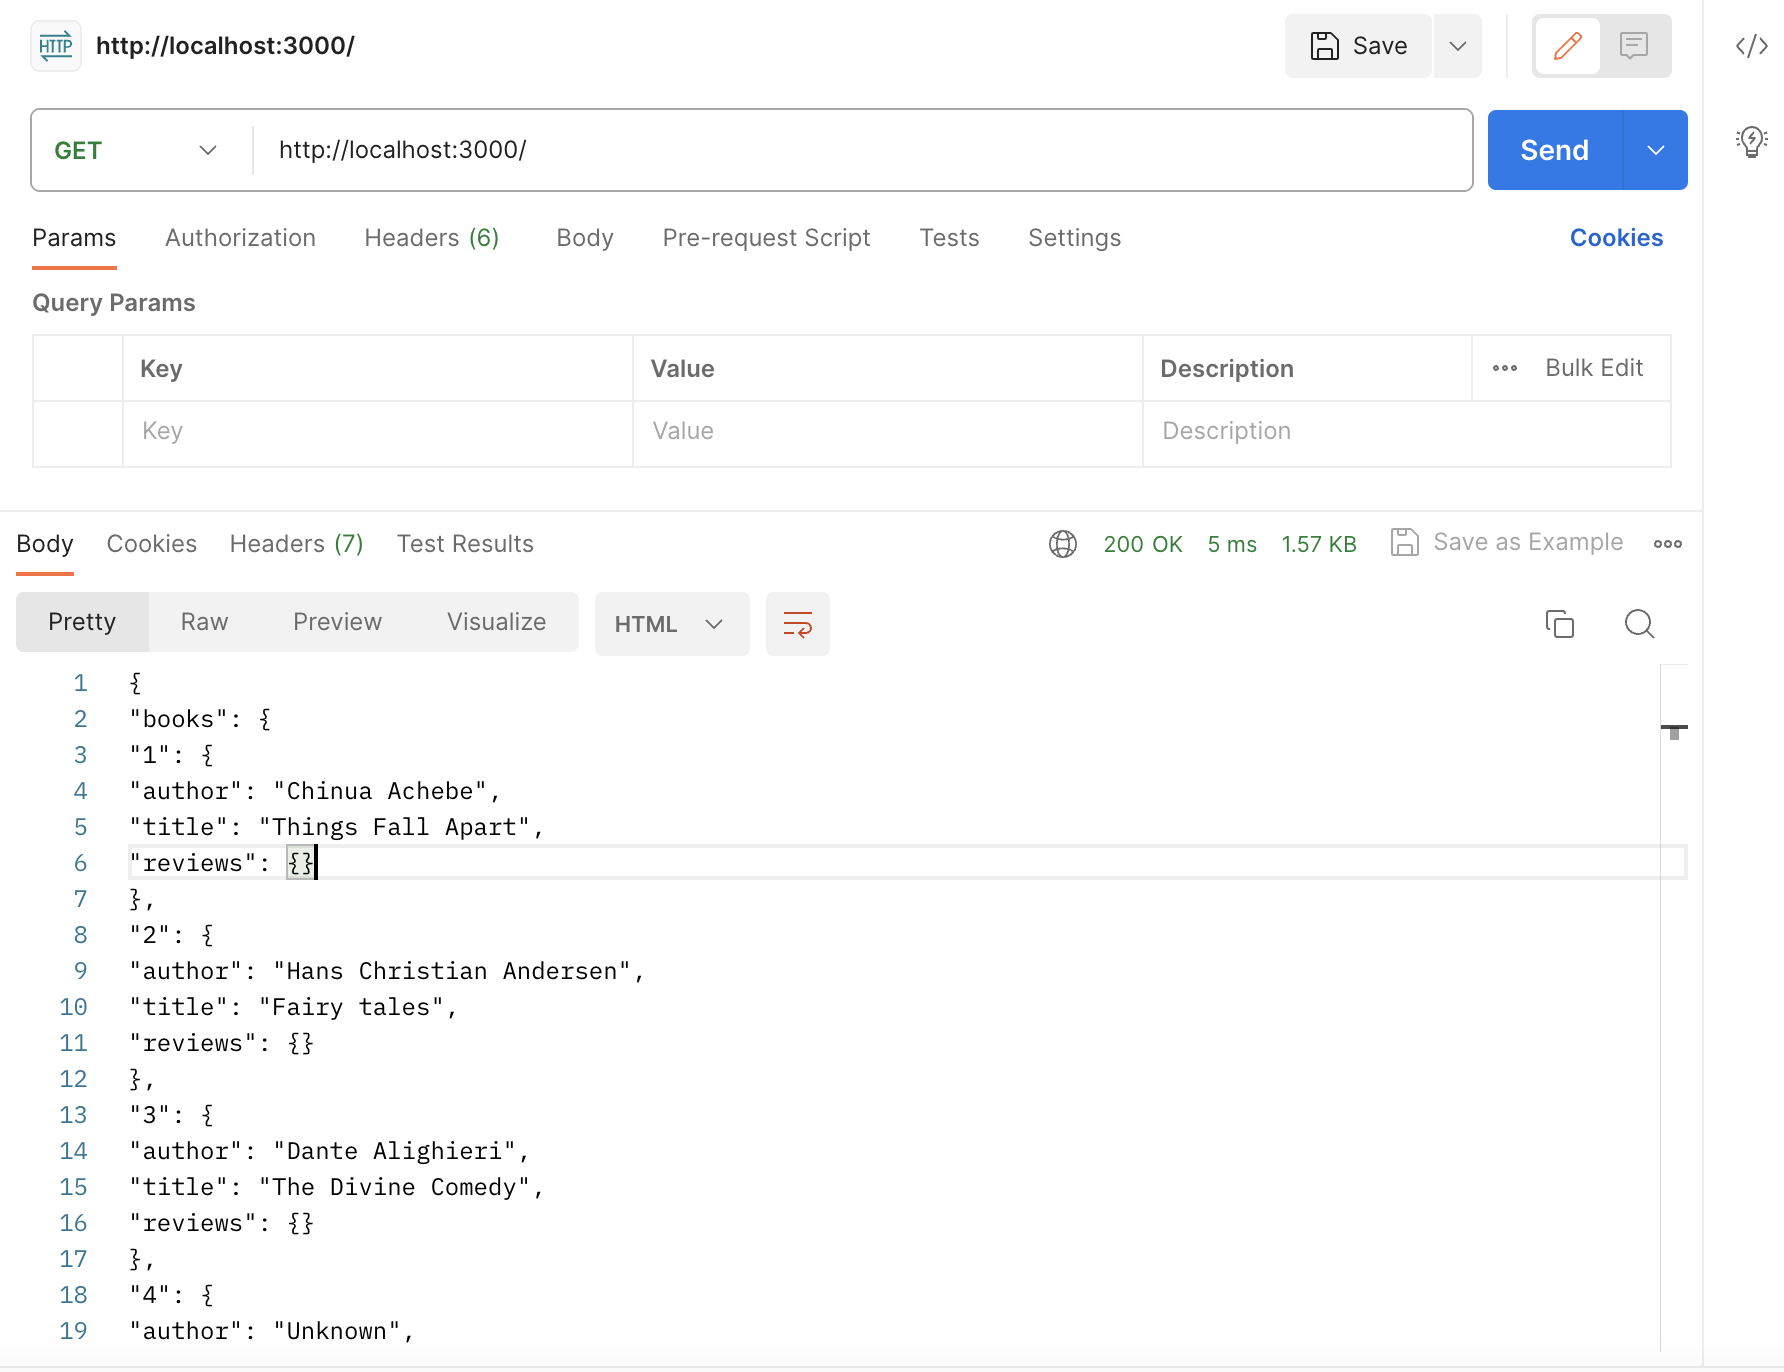 HTTP http://localhost:3000/ Save
GET http://localhost:3000/ Send
Params Authorization Headers (6) Body Pre-request Script Tests Settings Cookies
Query Params
Key Value Description Bulk Edit
Key Value Description
Body Cookies Headers (7) Test Results 200 OK 5 ms 1.57 KB Save as Example
Pretty Raw Preview Visualize HTML
1 {
2 "books": {
3 "1": {
4 "author": "Chinua Achebe",
5 "title": "Things Fall Apart",
6 "reviews": {}
7 },
8 "2": {
9 "author": "Hans Christian Andersen",
10 "title": "Fairy tales",
11 "reviews": {}
12 },
13 "3": {
14 "author": "Dante Alighieri",
15 "title": "The Divine Comedy",
16 "reviews": {}
17 },
18 "4": {
19 "author": "Unknown",